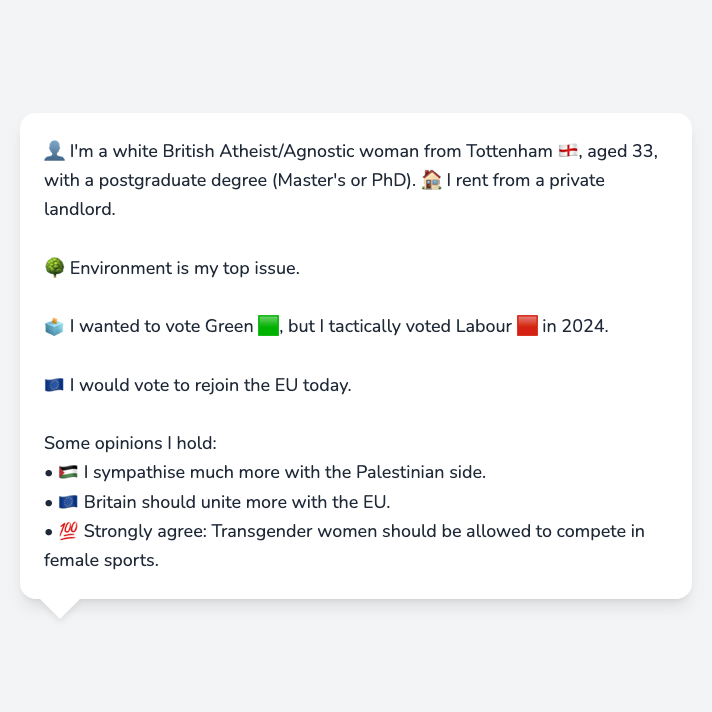 👤 I'm a white British Atheist/Agnostic woman from Tottenham 🏴󠁧󠁢󠁥󠁮󠁧󠁿, aged 33,
with a postgraduate degree (Master's or PhD). 🏠 I rent from a private
landlord.
🌳 Environment is my top issue.
🗳️ I wanted to vote Green 🟩, but I tactically voted Labour 🟥 in 2024.
🇪🇺 I would vote to rejoin the EU today.
Some opinions I hold:
• 🇵🇸 I sympathise much more with the Palestinian side.
• 🇪🇺 Britain should unite more with the EU.
• 💯 Strongly agree: Transgender women should be allowed to compete in
female sports.